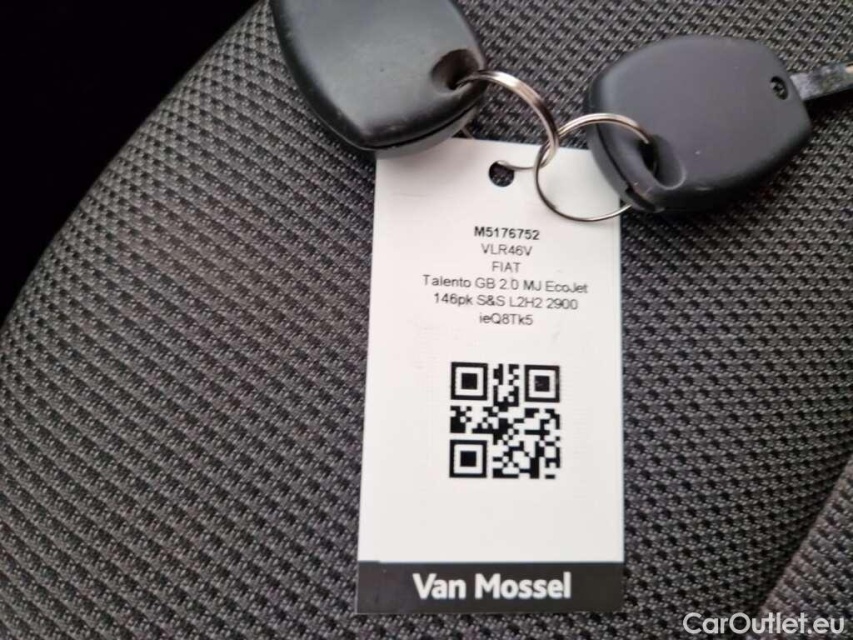 M5176752
VLR46V
FIAT
Talento GB 2.0 MJ EcoJet
146pk S&S L2H2 2900
ieQ8Tk5
Van Mossel
CarOutlet.eu